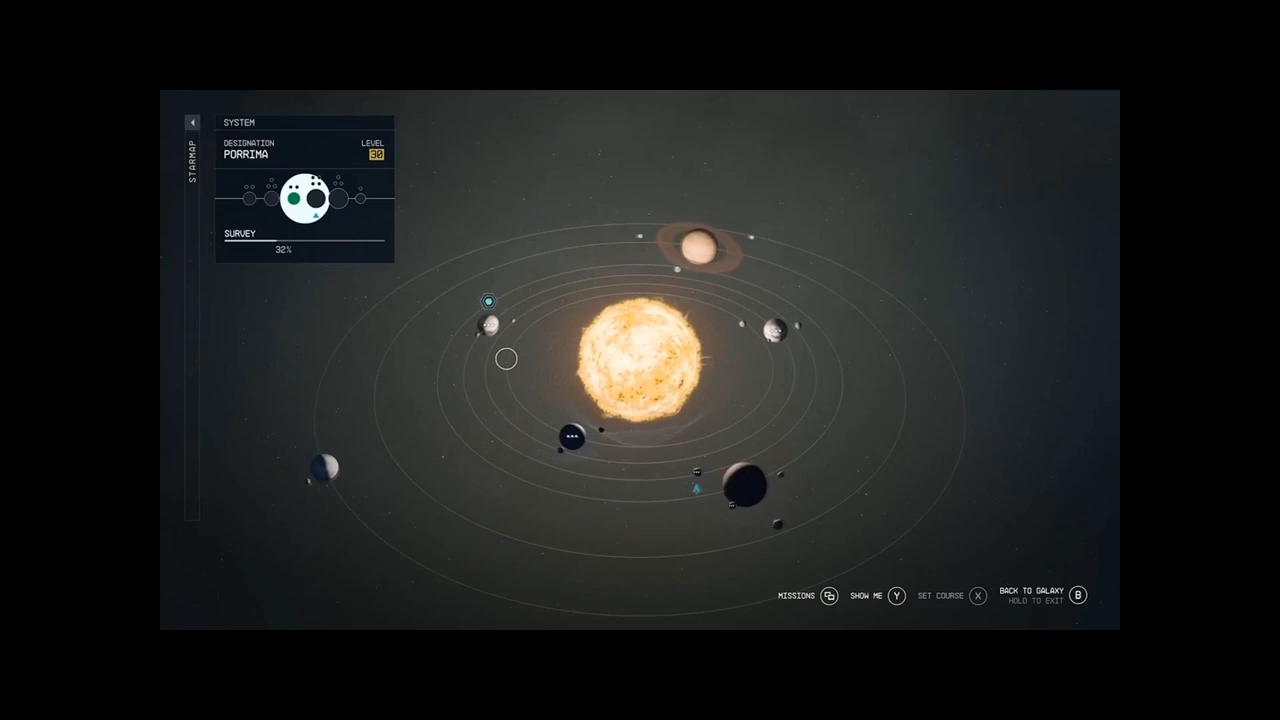 SYSTEM
STARMAP
DESIGNATION
LEVEL
PORRIMA
30
SURVEY
32%
MISSIONS
SHOW ME Y
SET COURSE X
BACK TO GALAXY B
HOLD TO EXIT